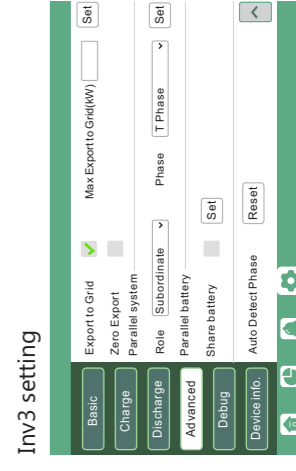 Inv3 setting
Basic
Charge
Discharge
Advanced
Debug
Device info.
Export to Grid
Max Export to Grid(kW)
Set
Zero Export
Parallel system
Role
Subordinate
Phase
T Phase
Set
Parallel battery
Share battery
Set
Auto Detect Phase
Reset